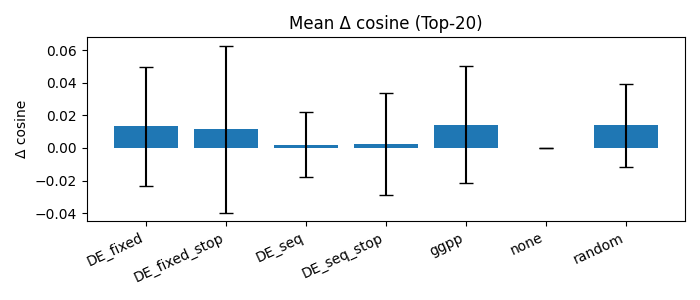 Mean Δ cosine (Top-20)
Δ cosine
0.06
0.04
0.02
0.00
−0.02
−0.04
DE_fixed
DE_fixed_stop
DE_seq
DE_seq_stop
ggpp
none
random